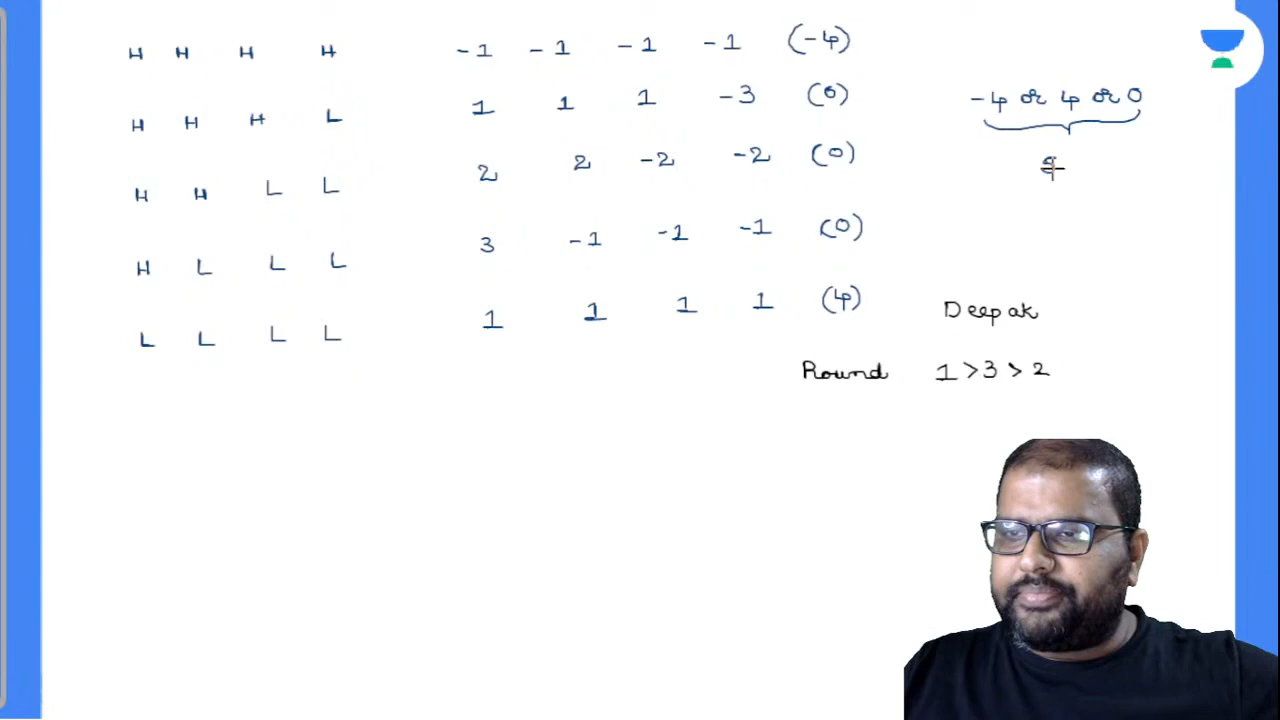 H H H H -1 -1 -1 -1 (-4)
H H H L 1 1 1 -3 (0)
-4 or 4 or 0
H H L L 2 2 -2 -2 (0)
H L L L 3 -1 -1 -1 (0)
L L L L 1 1 1 1 (4)
Deepak
Round 1 > 3 > 2